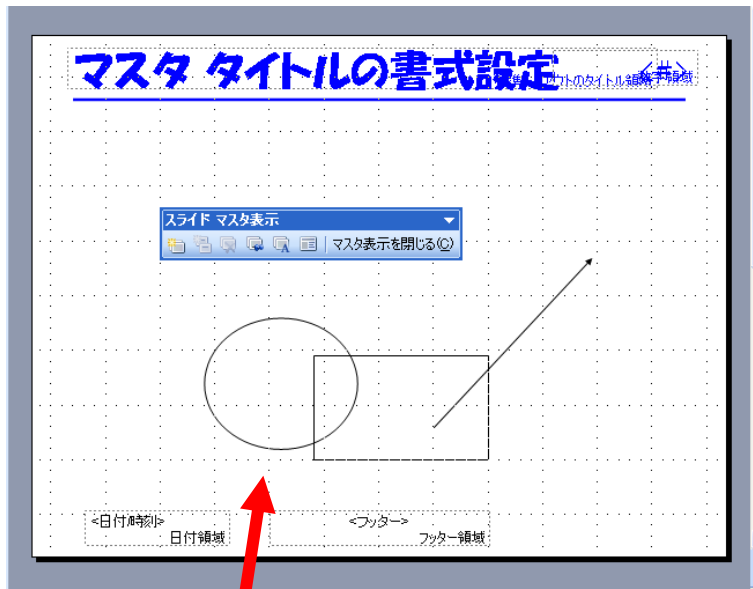 マスタ タイトルの書式設定
<#>
スライド マスタ表示
マスタ表示を閉じる(C)
<日付/時刻>
日付領域
<フッター>
フッター領域